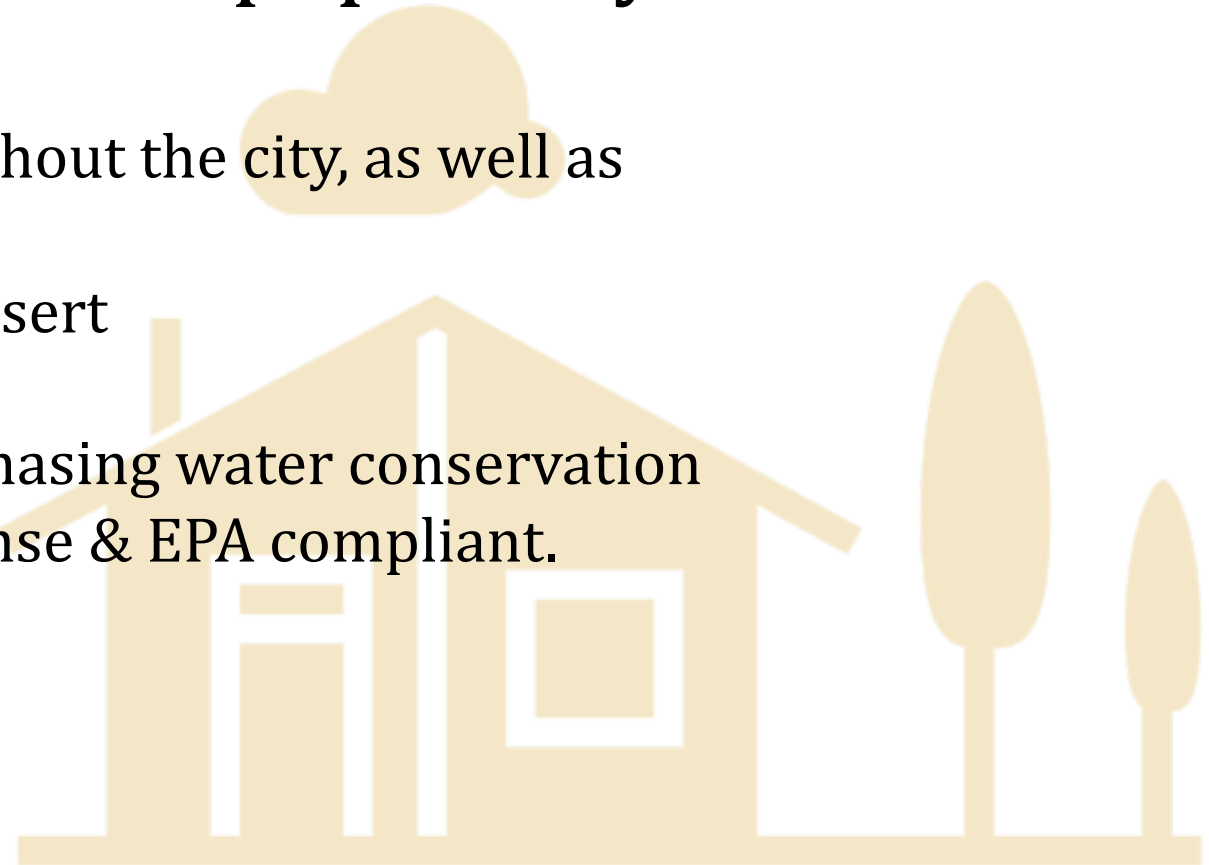 hout the city, as well as
sert
hasing water conservation
nse & EPA compliant.